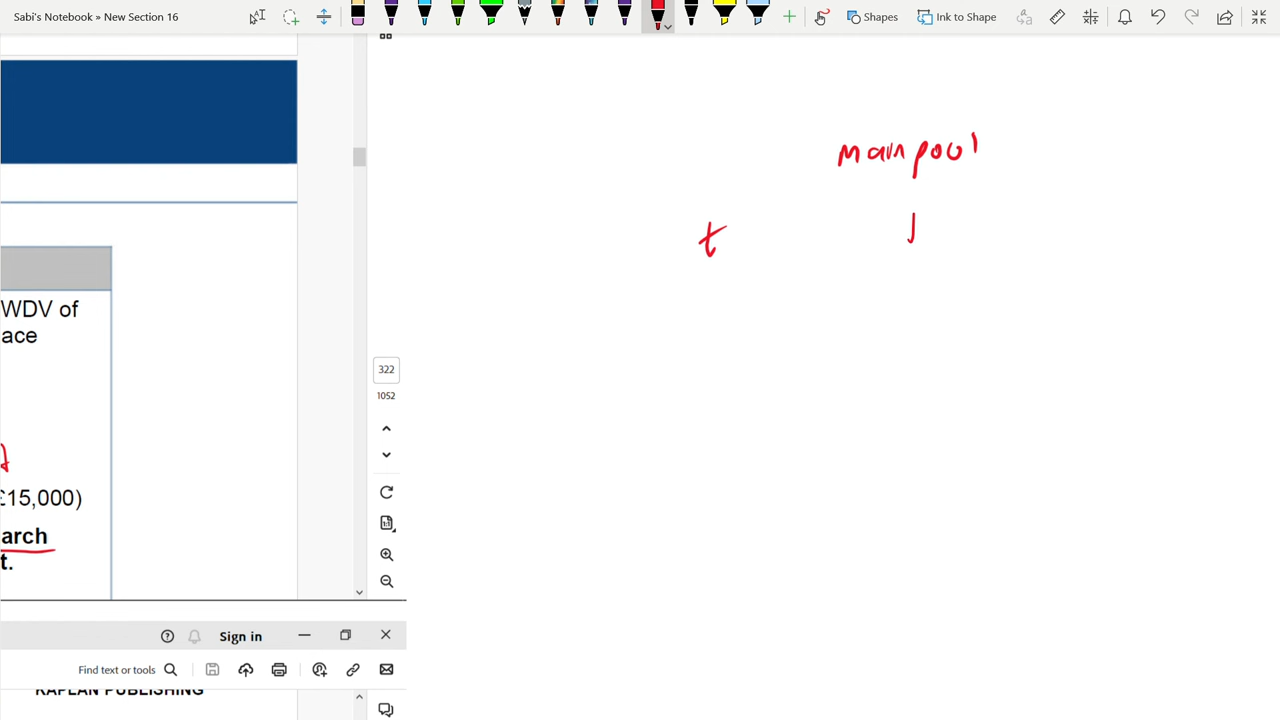 Sabi's Notebook » New Section 16
Shapes
Ink to Shape
main pool
t
WDV of
ace
322
1052
£15,000)
arch
t.
Sign in
Find text or tools
KAPLAN PUBLISHING